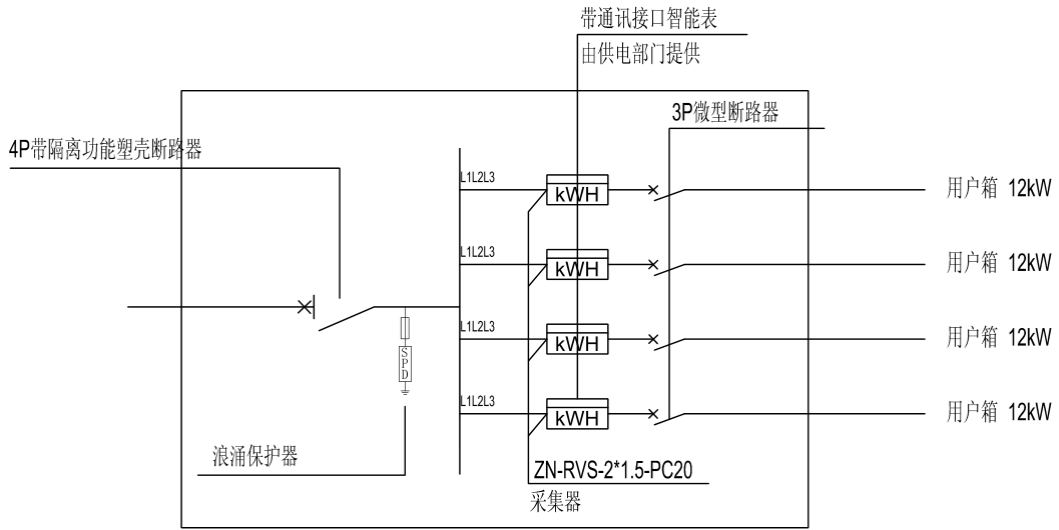 带通讯接口智能表
由供电部门提供
3P微型断路器
4P带隔离功能塑壳断路器
L1L2L3
kWH
用户箱 12kW
L1L2L3
kWH
用户箱 12kW
L1L2L3
kWH
用户箱 12kW
SPD
L1L2L3
kWH
用户箱 12kW
浪涌保护器
ZN-RVS-2*1.5-PC20
采集器